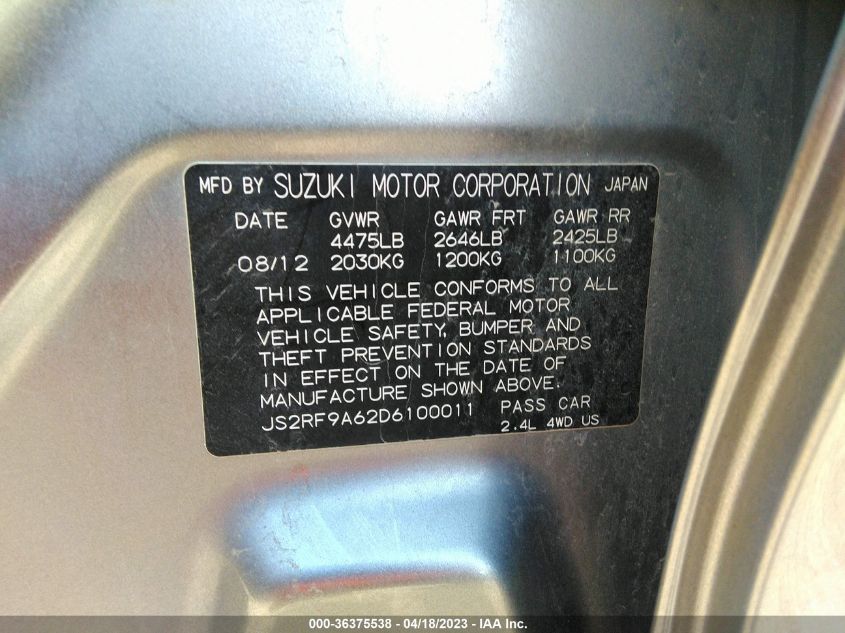 MFD BY SUZUKI MOTOR CORPORATION JAPAN
DATE GVWR GAWR FRT GAWR RR
4475LB 2646LB 2425LB
08/12 2030KG 1200KG 1100KG
THIS VEHICLE CONFORMS TO ALL
APPLICABLE FEDERAL MOTOR
VEHICLE SAFETY, BUMPER AND
THEFT PREVENTION STANDARDS
IN EFFECT ON THE DATE OF
MANUFACTURE SHOWN ABOVE.
JS2RF9A62D6100011 PASS CAR
2.4L 4WD US
000-36375538 - 04/18/2023 - IAA Inc.